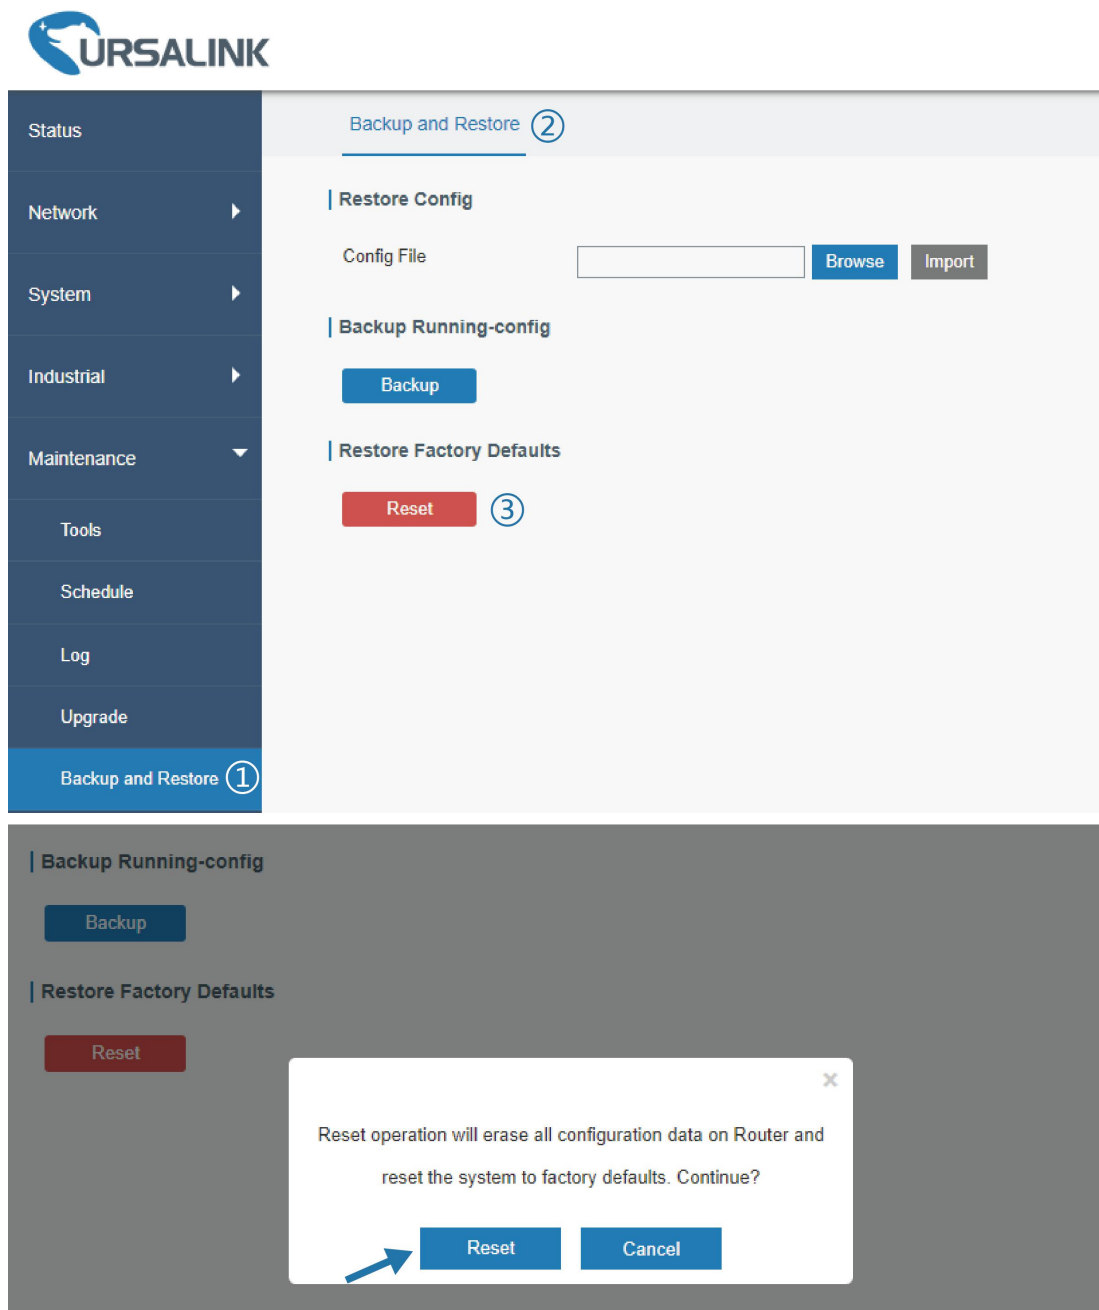 URSALINK
Status
Backup and Restore ②
Restore Config
Network
Config File
Browse
Import
System
Backup Running-config
Industrial
Backup
Restore Factory Defaults
Maintenance
Reset ③
Tools
Schedule
Log
Upgrade
Backup and Restore ①
Backup Running-config
Backup
Restore Factory Defaults
Reset
×
Reset operation will erase all configuration data on Router and
reset the system to factory defaults. Continue?
Reset
Cancel